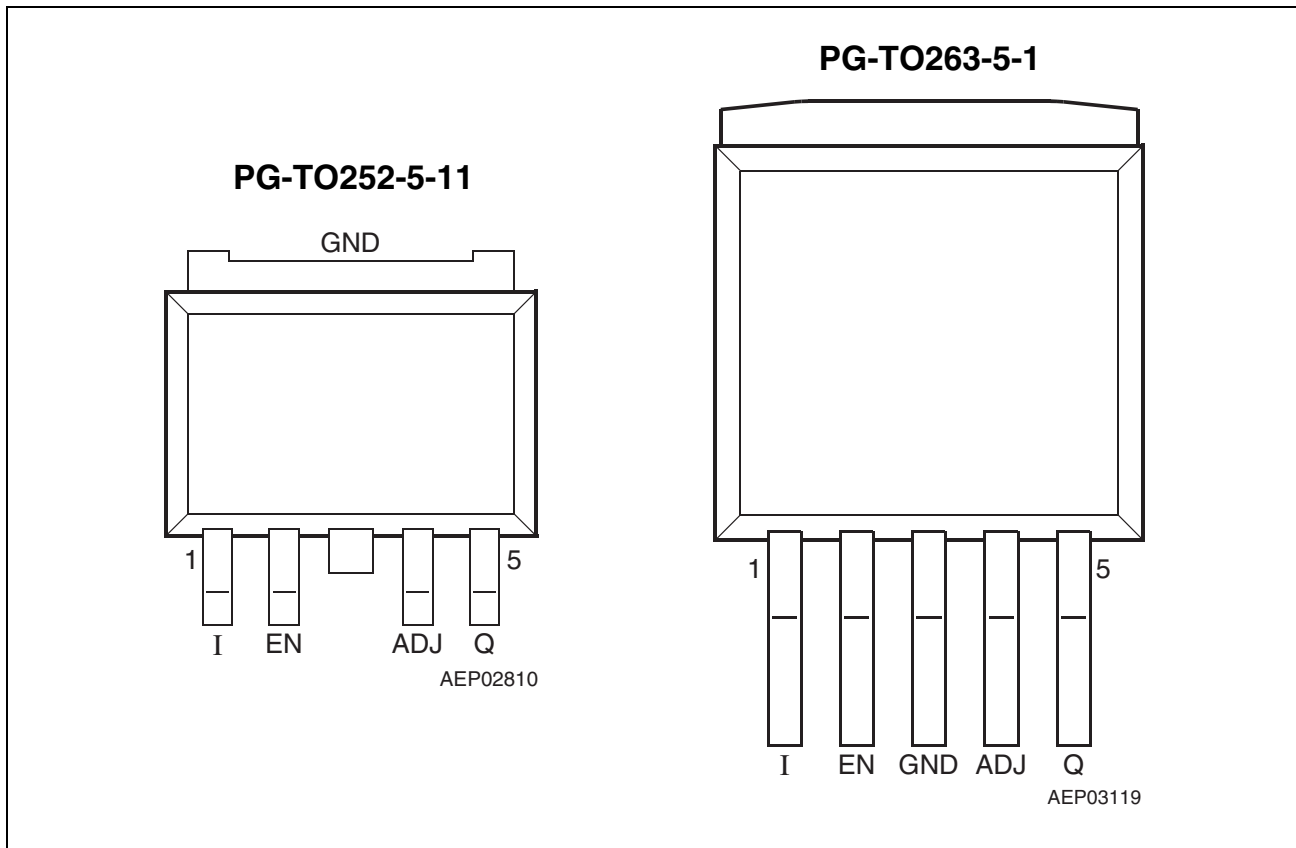 PG-TO252-5-11
GND
1 5
I EN ADJ Q
AEP02810
PG-TO263-5-1
1 5
I EN GND ADJ Q
AEP03119